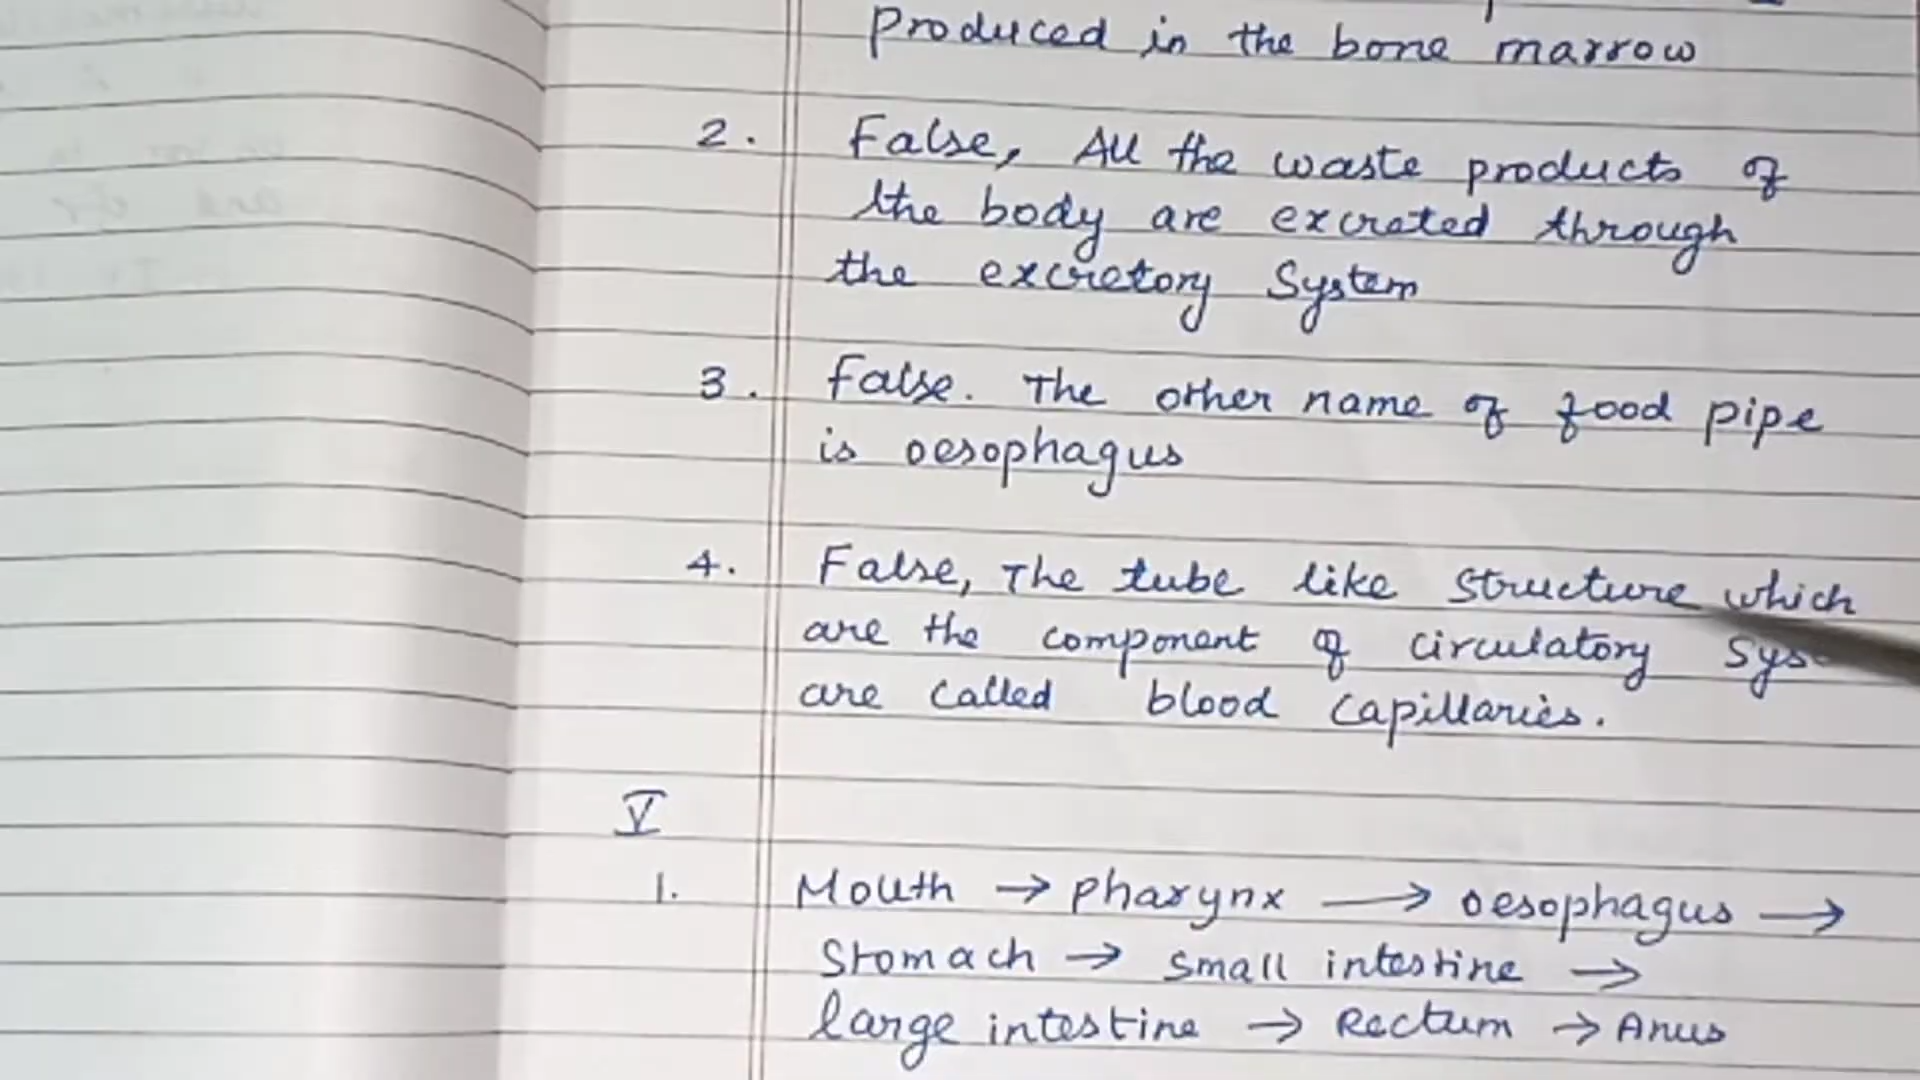 Produced in the bone marrow
2. False, All the waste products of
the body are excreted through
the excretory System
3. False. The other name of food pipe
is oesophagus
4. False, The tube like structure which
are the component of circulatory Sys
are called blood capillaries.
V
1. Mouth → pharynx → oesophagus →
Stomach → small intestine →
large intestine → Rectum → Anus